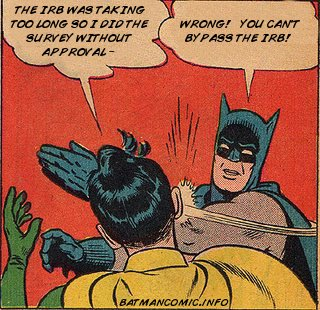 THE IRB WAS TAKING
TOO LONG SO I DID THE
SURVEY WITHOUT
APPROVAL-
WRONG! YOU CAN'T
BYPASS THE IRB!
BATMANCOMIC.INFO